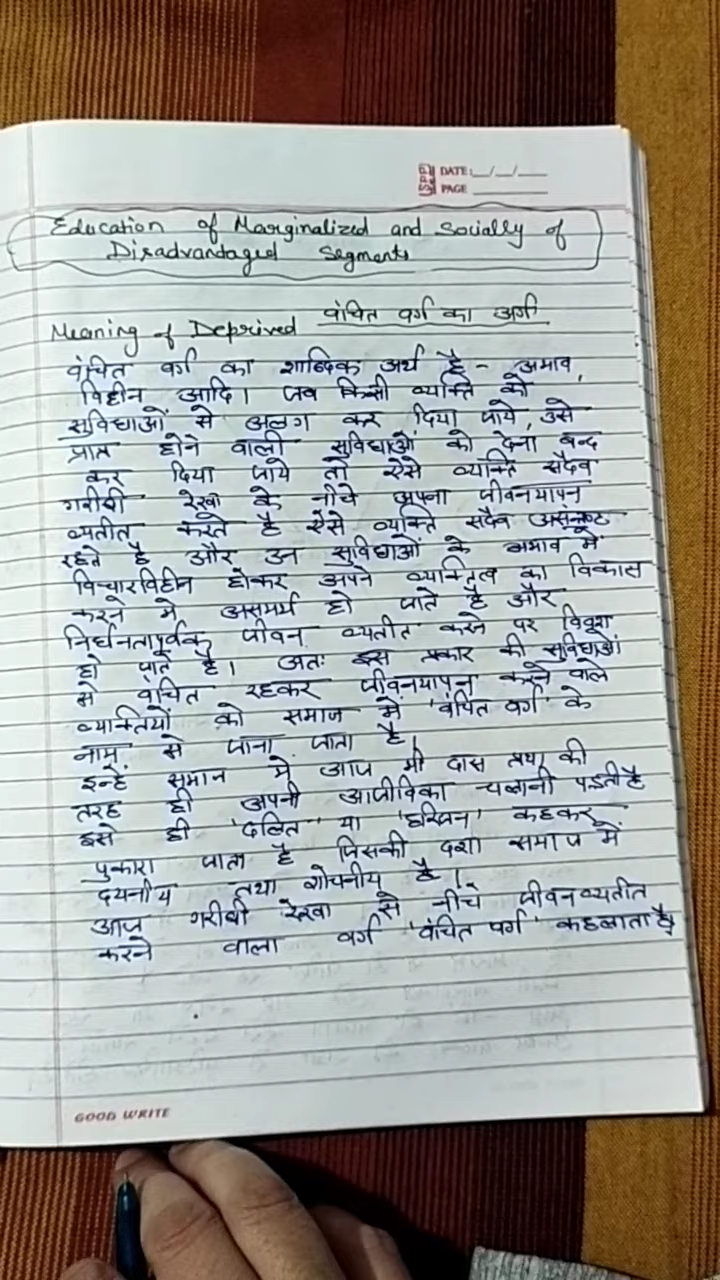 DATE:__/__/__
PAGE
Education of Marginalized and Socially of
Disadvantaged Segments
Meaning of Deprived वंचित वर्ग का अर्थ
वंचित वर्ग का शाब्दिक अर्थ है - अभाव,
विहीन आदि। जब किसी व्यक्ति को
सुविधाओं से अलग कर दिया जाये, उसे
प्राप्त होने वाली सुविधाओं को देना बन्द
कर दिया जाये तो ऐसे व्यक्ति सदैव
गरीबी रेखा के नीचे अपना जीवनयापन
व्यतीत करते है ऐसे व्यक्ति सदैव असंतुष्ट
रहते है और उन सुविधाओं के अभाव में
विचारविहीन होकर अपने व्यक्तित्व का विकास
करने मे असमर्थ हो जाते है और
निर्धनतापूर्वक जीवन व्यतीत करने पर विवश
हो जाते है। अतः इस प्रकार की सुविधाओं
से वंचित रहकर जीवनयापन करने वाले
व्यक्तियों को समाज में 'वंचित वर्ग' के
नाम से जाना जाता है।
इन्हें समाज मे आज भी दास प्रथा की
तरह ही अपनी आजीविका चलानी पड़ती है
इसे ही 'दलित' या 'हरिजन' कहकर
पुकारा जाता है जिसकी दशा समाज में
दयनीय तथा शोचनीय है।
आज गरीबी रेखा से नीचे जीवन व्यतीत
करने वाला वर्ग 'वंचित वर्ग' कहलाता है।
GOOD WRITE